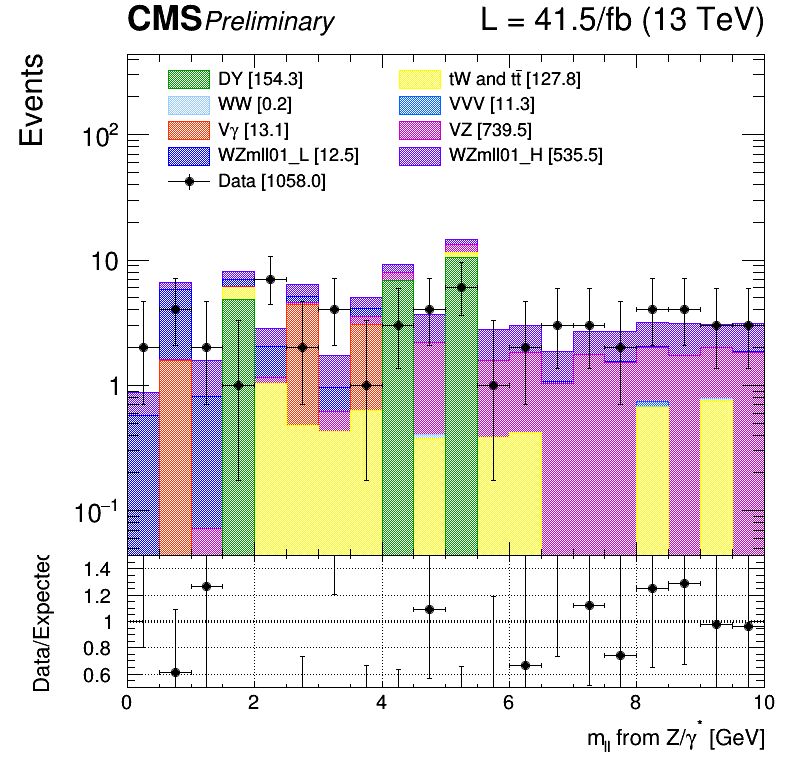 CMS Preliminary L = 41.5/fb (13 TeV)
Events
DY [154.3] tW and tt̄ [127.8]
WW [0.2] VVV [11.3]
Vγ [13.1] VZ [739.5]
WZmll01_L [12.5] WZmll01_H [535.5]
Data [1058.0]
10²
10
1
10⁻¹
Data/Expected
1.4
1.2
1
0.8
0.6
0 2 4 6 8 10
m_ll from Z/γ* [GeV]